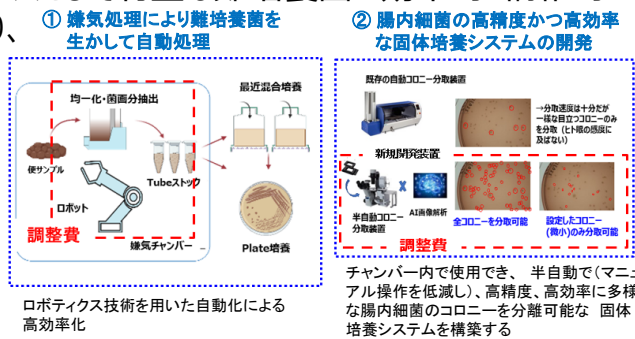 ① 嫌気処理により難培養菌を
生かして自動処理
② 腸内細菌の高精度かつ高効率
な固体培養システムの開発
均一化・菌画分抽出
便サンプル
Tubeストック
ロボット
調整費
嫌気チャンバー
最近混合培養
Plate培養
ロボティクス技術を用いた自動化による
高効率化
既存の自動コロニー分取装置
→分取速度は十分だが
一様な目立つコロニーのみ
を分取（ヒト眼の感度に
及ばない）
新規開発装置
半自動コロニー
分取装置
AI画像解析
全コロニーを分取可能
設定したコロニー
(微小)のみ分取可能
調整費
チャンバー内で使用でき、 半自動で（マニュ
アル操作を低減し）、高精度、高効率に多様
な腸内細菌のコロニーを分離可能な 固体
培養システムを構築する